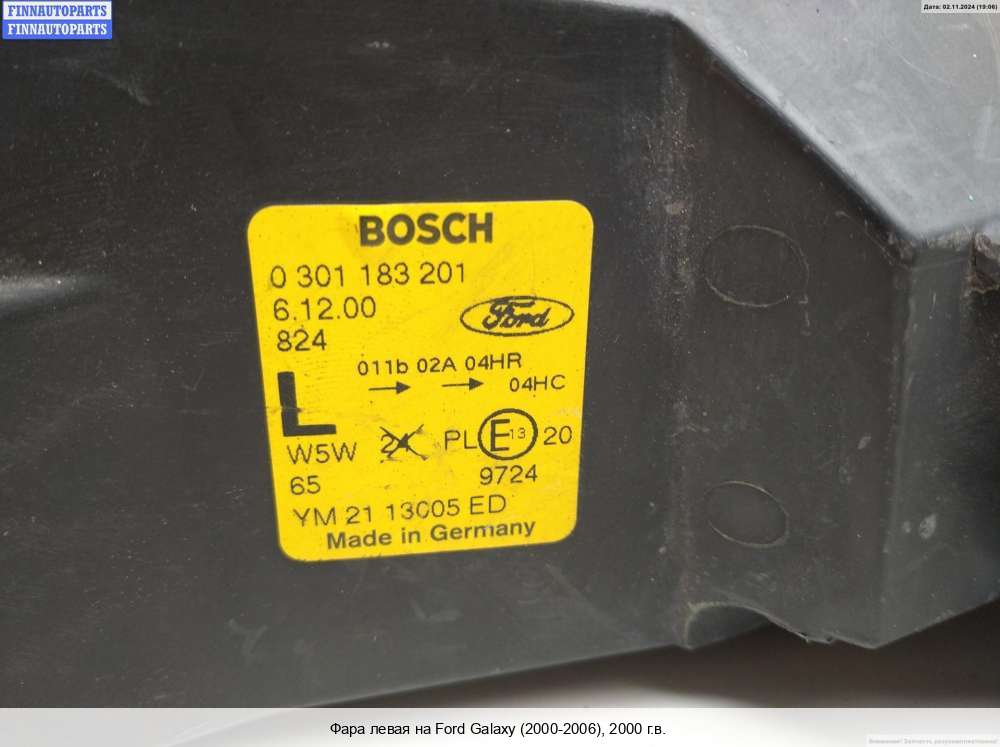 FINNAUTOPARTS
FINNAUTOPARTS
Дата: 02.11.2024 (19:06)
BOSCH
0 301 183 201
6.12.00
824
Ford
011b 02A 04HR
→ → 04HC
L
W5W 24 PL E13 20
65 9724
YM 21 13005 ED
Made in Germany
Фара левая на Ford Galaxy (2000-2006), 2000 г.в.